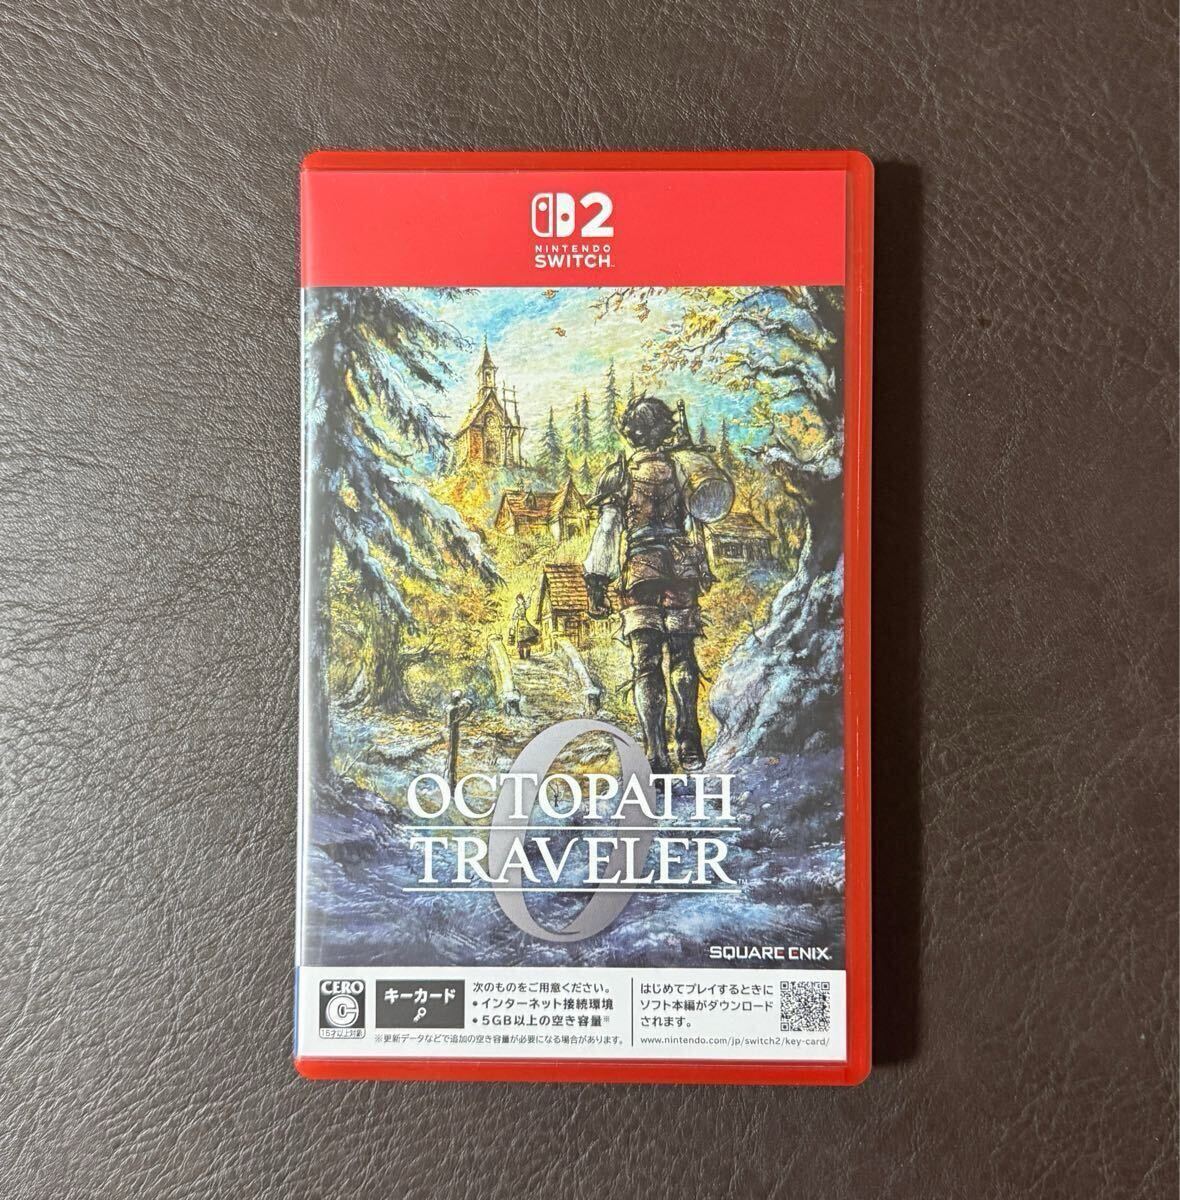 2
NINTENDO
SWITCH™
0
OCTOPATH
TRAVELER™
SQUARE ENIX®
CERO
C
15才以上対象
キーカード
次のものをご用意ください。
• インターネット接続環境
• 5GB以上の空き容量※
※更新データなどで追加の空き容量が必要になる場合があります。
はじめてプレイするときに
ソフト本編がダウンロード
されます。
www.nintendo.com/jp/switch2/key-card/